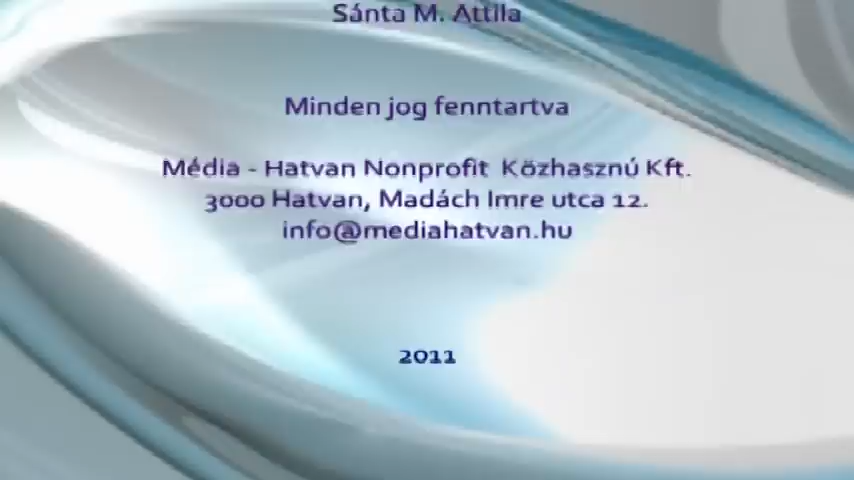 Sánta M. Attila
Minden jog fenntartva
Média - Hatvan Nonprofit Közhasznú Kft.
3000 Hatvan, Madách Imre utca 12.
info@mediahatvan.hu
2011